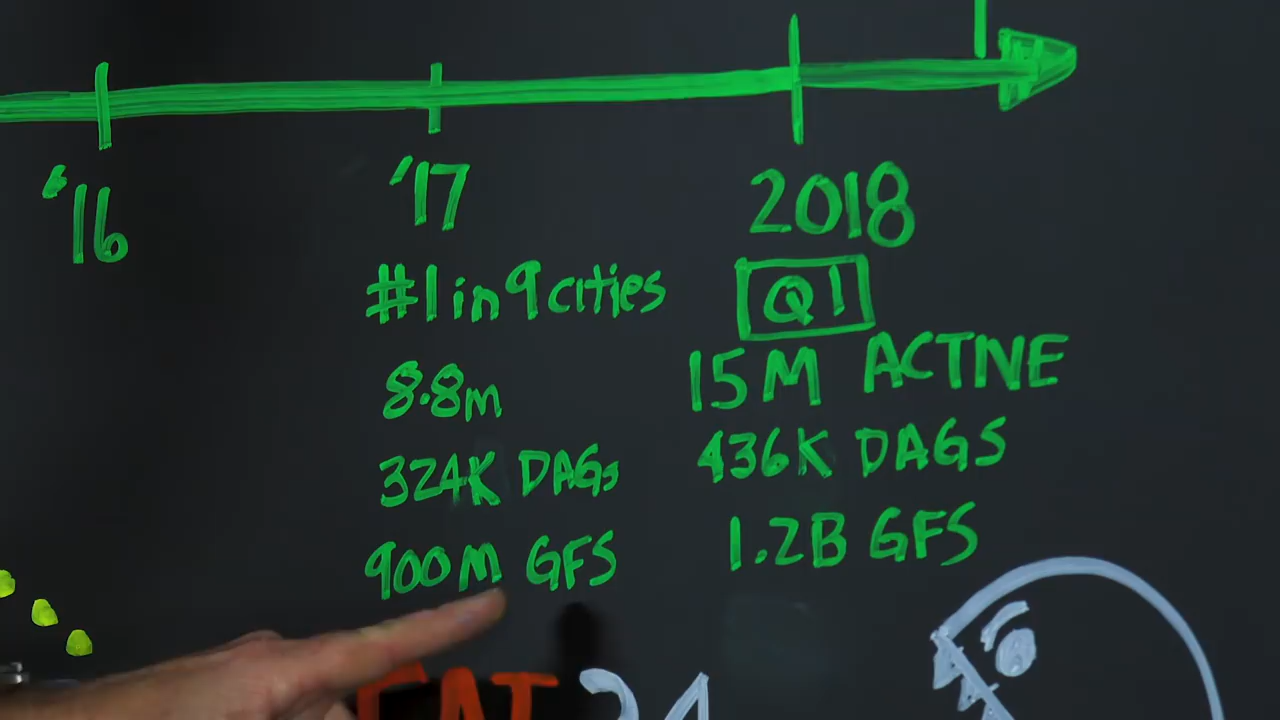 '16
'17
#1 in 9 cities
8.8m
324K DAGs
900M GFS
2018
Q1
15M ACTIVE
436K DAGS
1.2B GFS